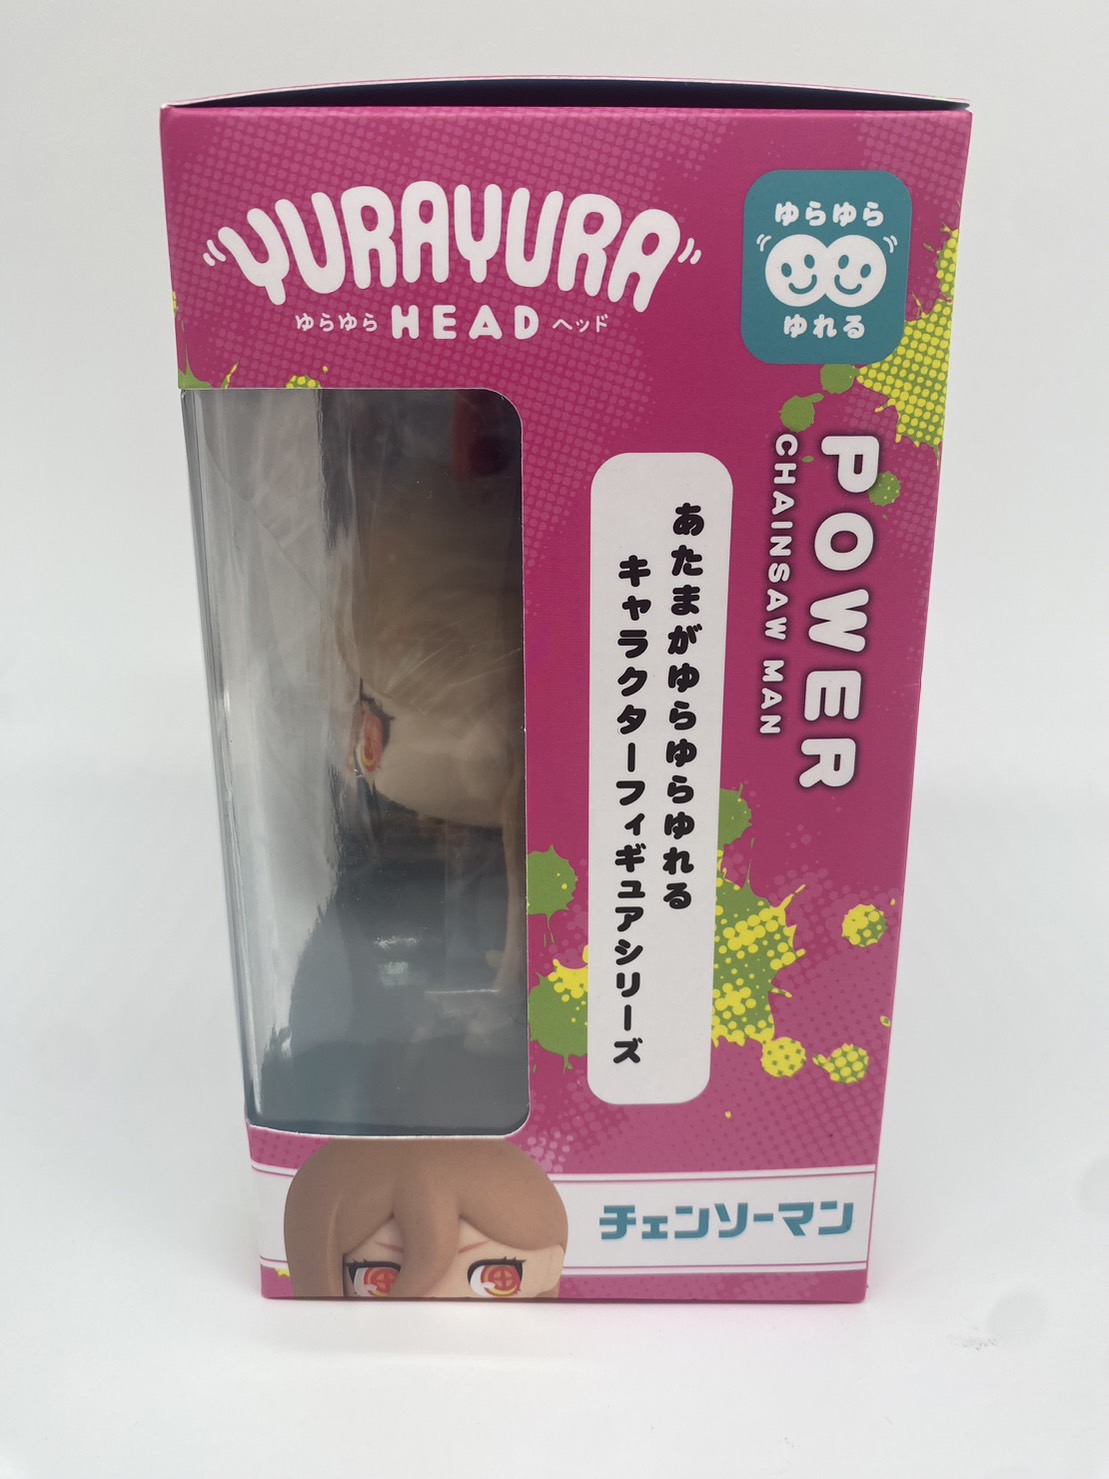 YURAYURA
ゆらゆら HEAD ヘッド
ゆらゆら
ゆれる
POWER
CHAINSAW MAN
あたまがゆらゆらゆれる
キャラクターフィギュアシリーズ
チェンソーマン